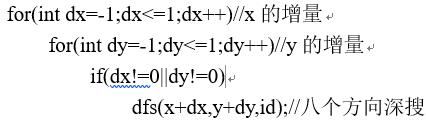 for(int dx=-1;dx<=1;dx++)//x 的增量
for(int dy=-1;dy<=1;dy++)//y 的增量
if(dx!=0||dy!=0)
dfs(x+dx,y+dy,id);//八个方向深搜